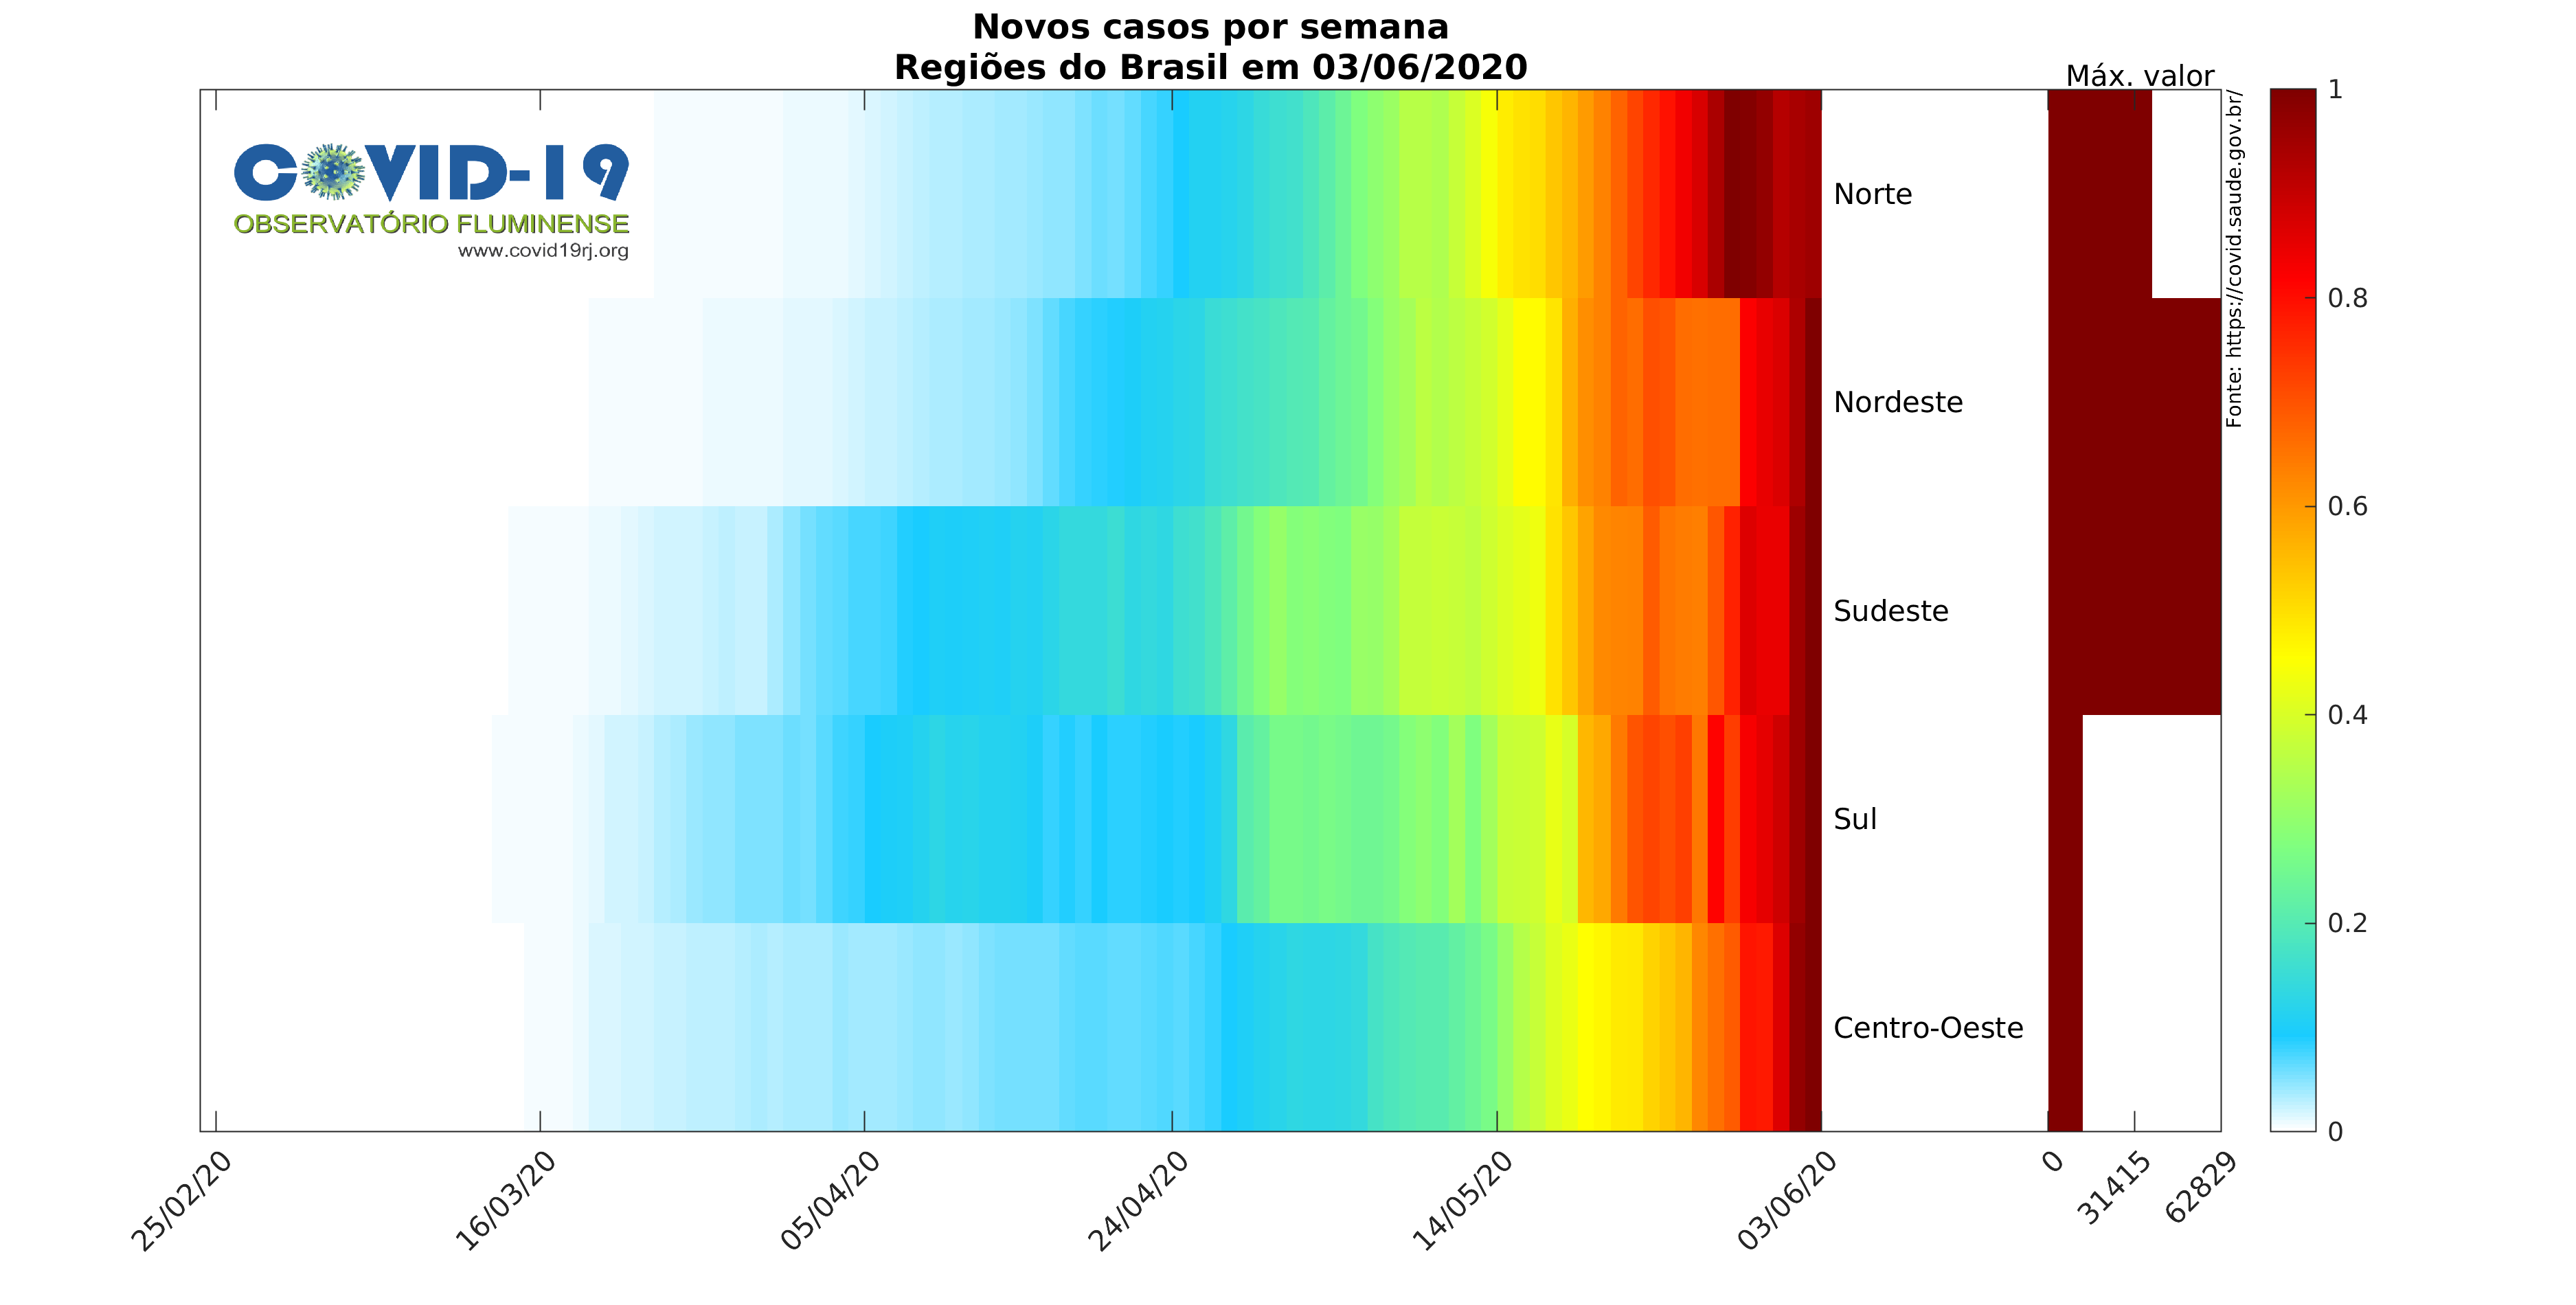 Novos casos por semana
Regiões do Brasil em 03/06/2020
Máx. valor
COVID-19
OBSERVATÓRIO FLUMINENSE
www.covid19rj.org
Norte
Nordeste
Sudeste
Sul
Centro-Oeste
Fonte: https://covid.saude.gov.br/
1
0.8
0.6
0.4
0.2
0
25/02/20
16/03/20
05/04/20
24/04/20
14/05/20
03/06/20
0
31415
62829